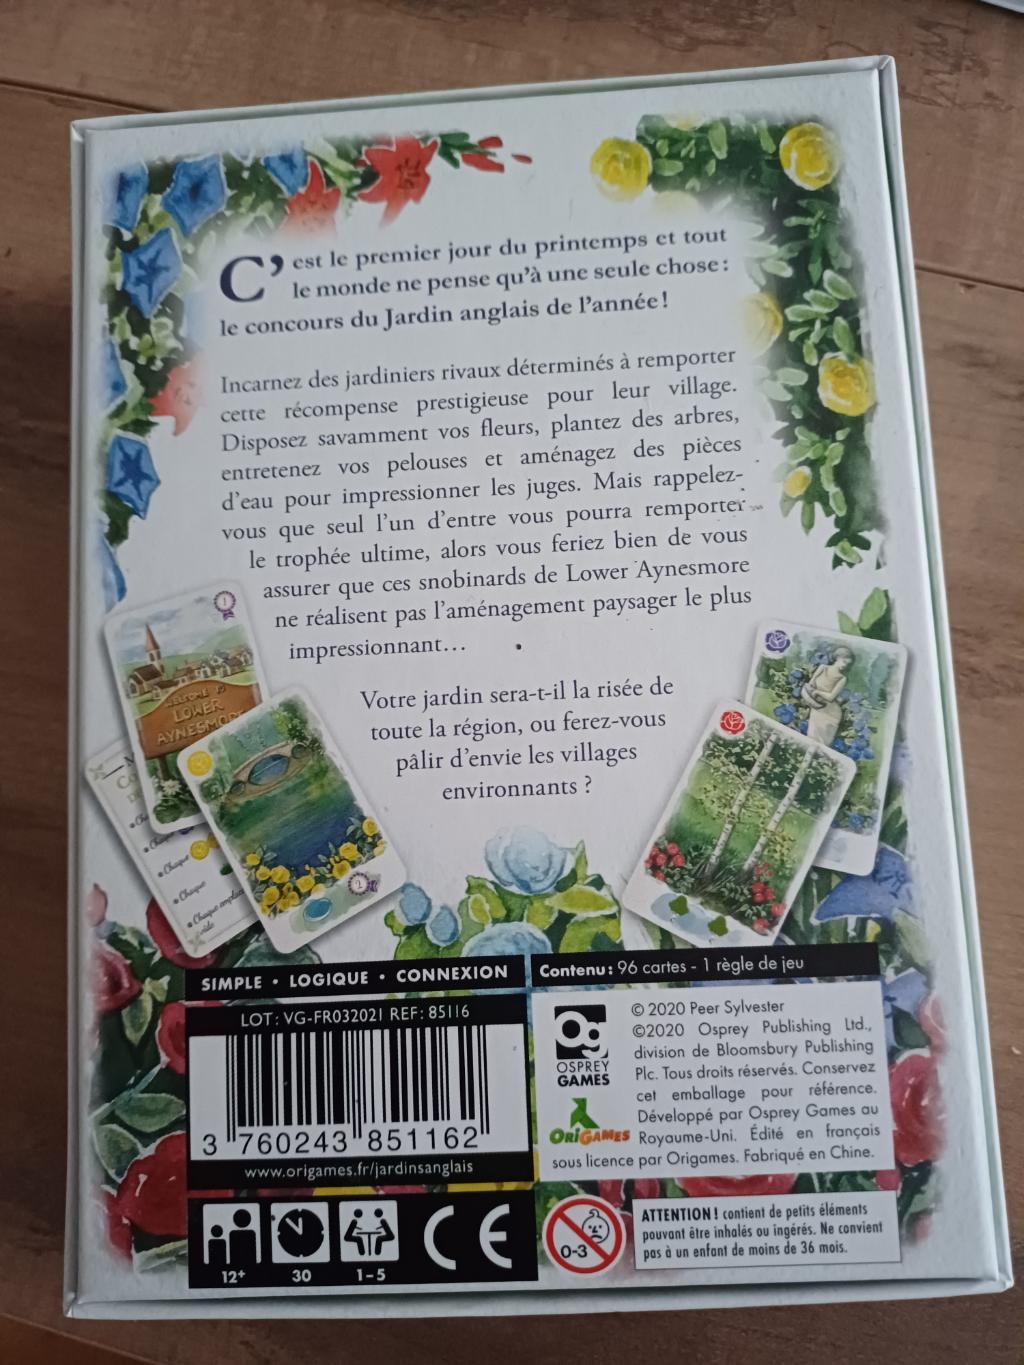 C'est le premier jour du printemps et tout
le monde ne pense qu'à une seule chose :
le concours du Jardin anglais de l'année !
Incarnez des jardiniers rivaux déterminés à remporter
cette récompense prestigieuse pour leur village.
Disposez savamment vos fleurs, plantez des arbres,
entretenez vos pelouses et aménagez des pièces
d'eau pour impressionner les juges. Mais rappelez-
vous que seul l'un d'entre vous pourra remporter
le trophée ultime, alors vous feriez bien de vous
assurer que ces snobinards de Lower Aynesmore
ne réalisent pas l'aménagement paysager le plus
impressionnant...
1
WELCOME TO
LOWER
AYNESMO
Votre jardin sera-t-il la risée de
toute la région, ou ferez-vous
pâlir d'envie les villages
environnants ?
• Chaque
• Chaque
• Chaque emplace
2
SIMPLE • LOGIQUE • CONNEXION
Contenu : 96 cartes - 1 règle de jeu
LOT : VG-FR032021 REF : 85116
3 760243 851162
www.origames.fr/jardinsanglais
OG
OSPREY
GAMES
ORIGAMES
© 2020 Peer Sylvester
©2020 Osprey Publishing Ltd.,
division de Bloomsbury Publishing
Plc. Tous droits réservés. Conservez
cet emballage pour référence.
Développé par Osprey Games au
Royaume-Uni. Édité en français
sous licence par Origames. Fabriqué en Chine.
12+
30
1-5
CE
0-3
ATTENTION ! contient de petits éléments
pouvant être inhalés ou ingérés. Ne convient
pas à un enfant de moins de 36 mois.